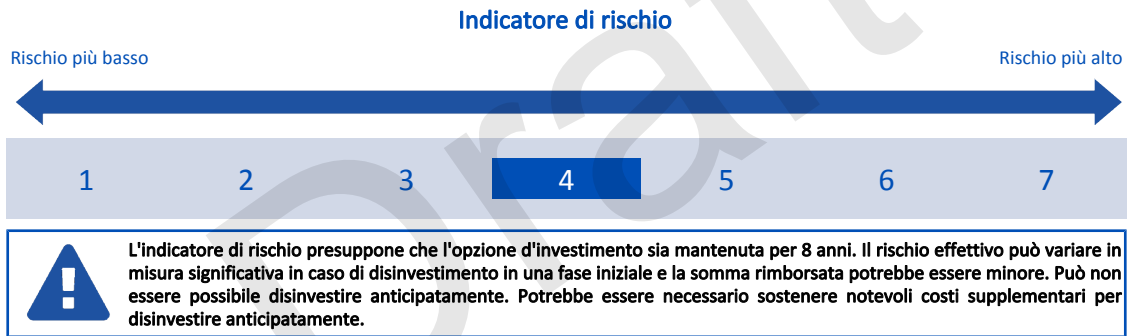 Indicatore di rischio
Rischio più basso
Rischio più alto
1 2 3 4 5 6 7
L'indicatore di rischio presuppone che l'opzione d'investimento sia mantenuta per 8 anni. Il rischio effettivo può variare in
misura significativa in caso di disinvestimento in una fase iniziale e la somma rimborsata potrebbe essere minore. Può non
essere possibile disinvestire anticipatamente. Potrebbe essere necessario sostenere notevoli costi supplementari per
disinvestire anticipatamente.
Draft